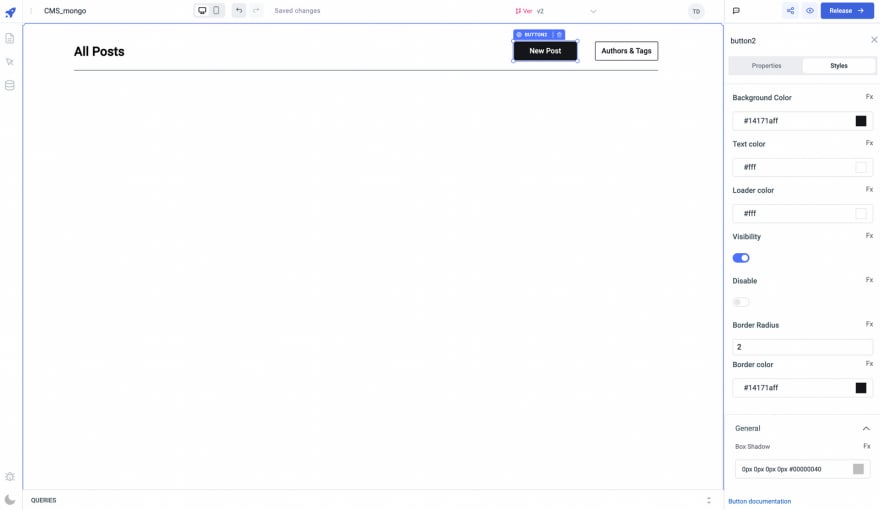 CMS_mongo
Saved changes
Ver v2
TD
Release
All Posts
BUTTON2
New Post
Authors & Tags
button2
Properties
Styles
Background Color
Fx
#14171aff
Text color
Fx
#fff
Loader color
Fx
#fff
Visibility
Fx
Disable
Fx
Border Radius
Fx
2
Border color
Fx
#14171aff
General
Box Shadow
Fx
0px 0px 0px 0px #00000040
Button documentation
QUERIES